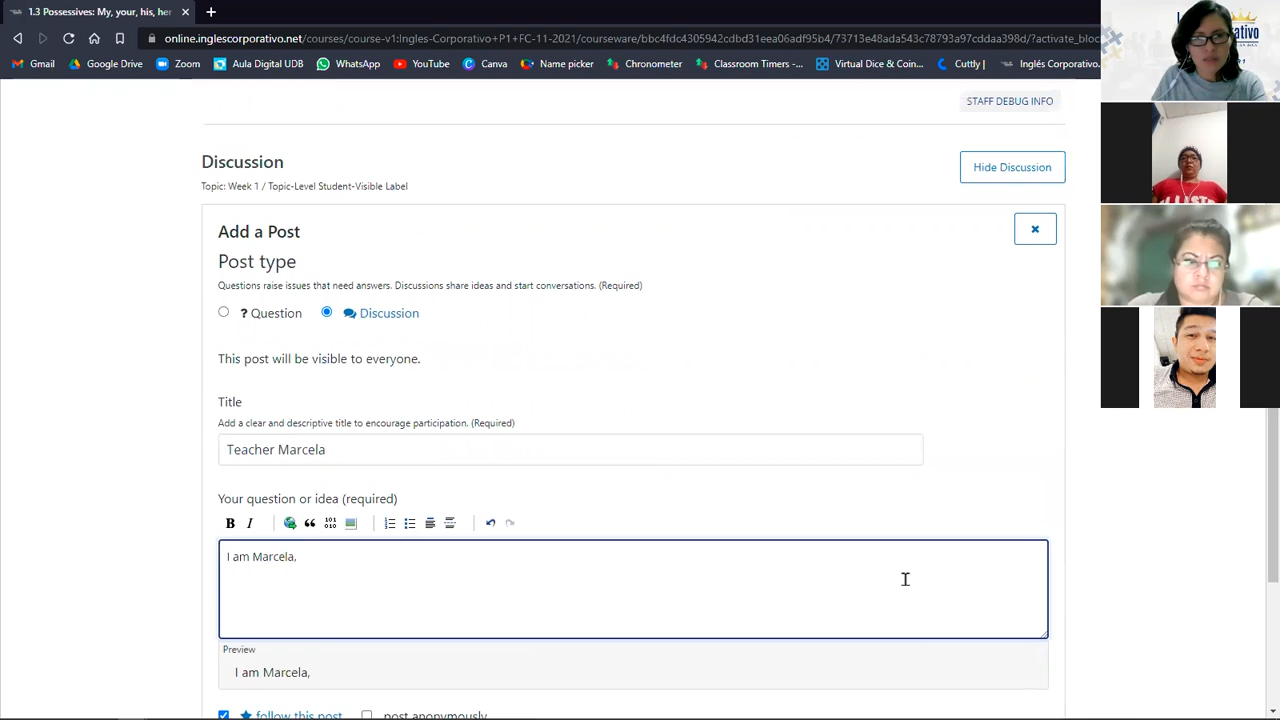 1.3 Possessives: My, your, his, her
online.inglescorporativo.net/courses/course-v1:Ingles-Corporativo+P1+FC-P1-2021/courseware/
Gmail
Google Drive
Zoom
Aula Digital UDB
WhatsApp
YouTube
Canva
Name picker
Chatterpix
Classroom Timers
Virtual Dice & Coin...
Cuttly |
Inglés Corporativo.
STAFF DEBUG INFO
Discussion
Hide Discussion
Topic: Week 1 / Topic-Level Student-Visible Label
Add a Post
Post type
Questions raise issues that need answers. Discussions share ideas and start conversations. (Required)
? Question
Discussion
This post will be visible to everyone.
Title
Add a clear and descriptive title to encourage participation. (Required)
Teacher Marcela
Your question or idea (required)
B I
I am Marcela,
Preview
I am Marcela,
follow this post
post anonymously